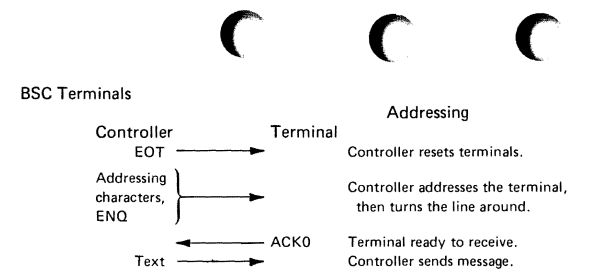 BSC Terminals
Addressing
Controller Terminal
EOT Controller resets terminals.
Addressing
characters,
ENQ
Controller addresses the terminal,
then turns the line around.
ACK0 Terminal ready to receive.
Text Controller sends message.